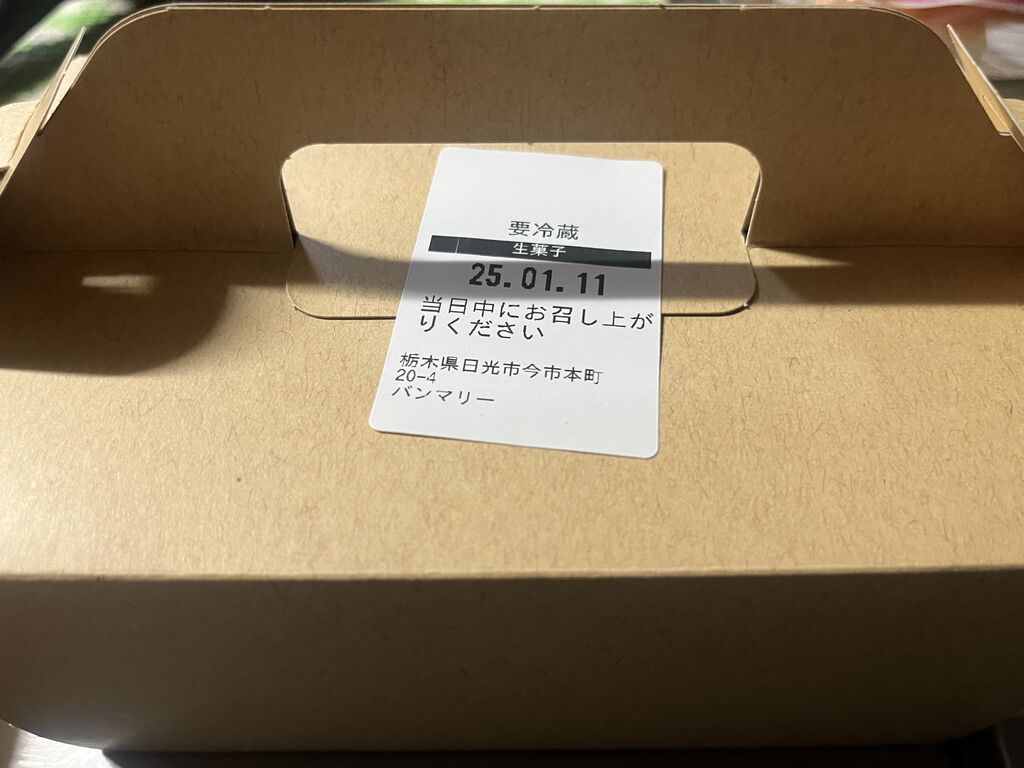 要冷蔵
生菓子
25.01.11
当日中にお召し上が
りください
栃木県日光市今市本町
20-4
バンマリー